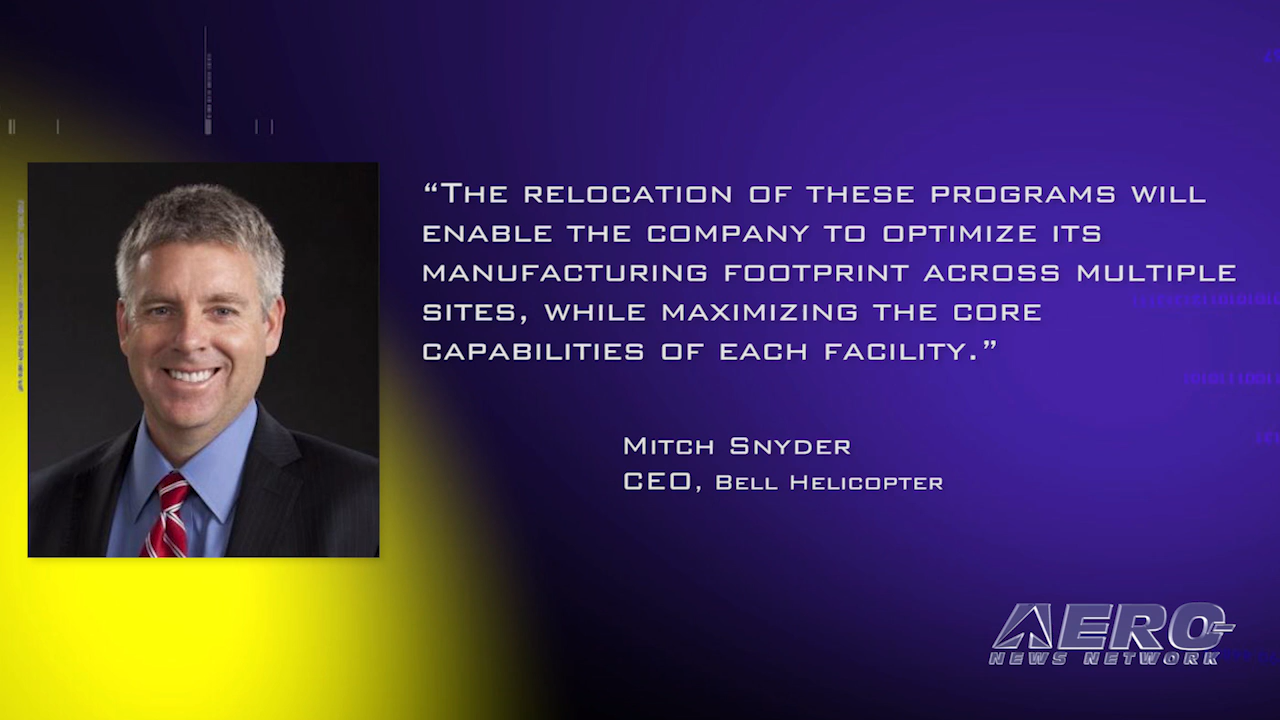 “The relocation of these programs will
enable the company to optimize its
manufacturing footprint across multiple
sites, while maximizing the core
capabilities of each facility.”
Mitch Snyder
CEO, Bell Helicopter
AERO
NEWS NETWORK